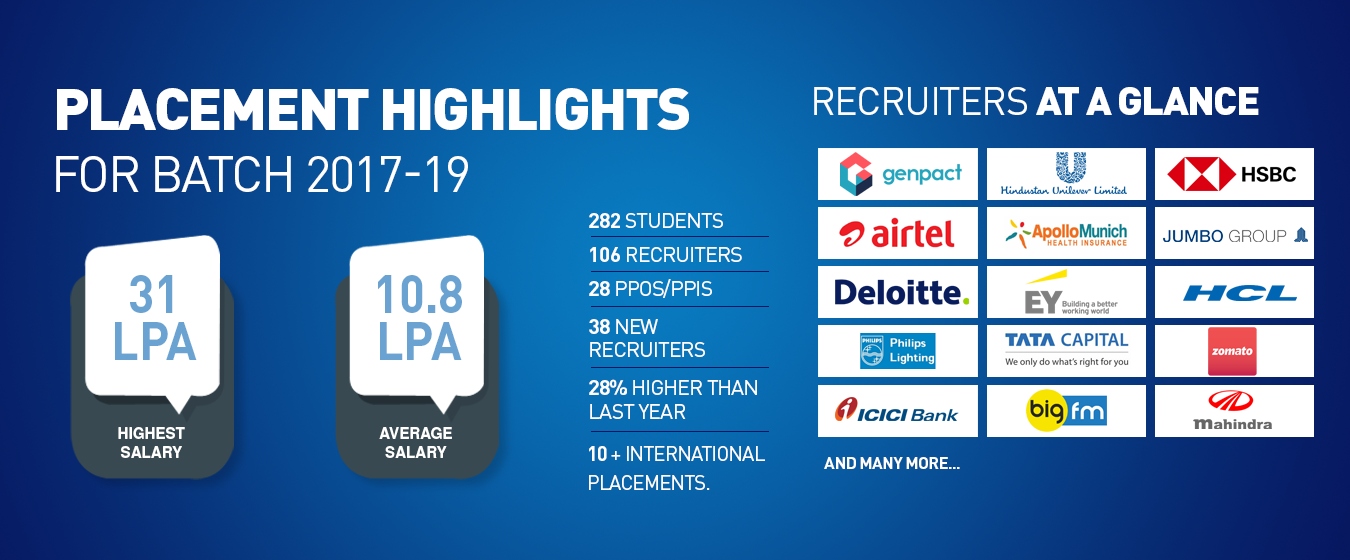 PLACEMENT HIGHLIGHTS
FOR BATCH 2017-19
31
LPA
HIGHEST
SALARY
10.8
LPA
AVERAGE
SALARY
282 STUDENTS
106 RECRUITERS
28 PPOS/PPIS
38 NEW
RECRUITERS
28% HIGHER THAN
LAST YEAR
10 + INTERNATIONAL
PLACEMENTS.
RECRUITERS AT A GLANCE
genpact
Hindustan Unilever Limited
HSBC
airtel
ApolloMunich
HEALTH INSURANCE
JUMBO GROUP
Deloitte.
EY
Building a better
working world
HCL
PHILIPS
Philips
Lighting
TATA CAPITAL
We only do what's right for you
zomato
ICICI Bank
big fm
mahindra
AND MANY MORE...